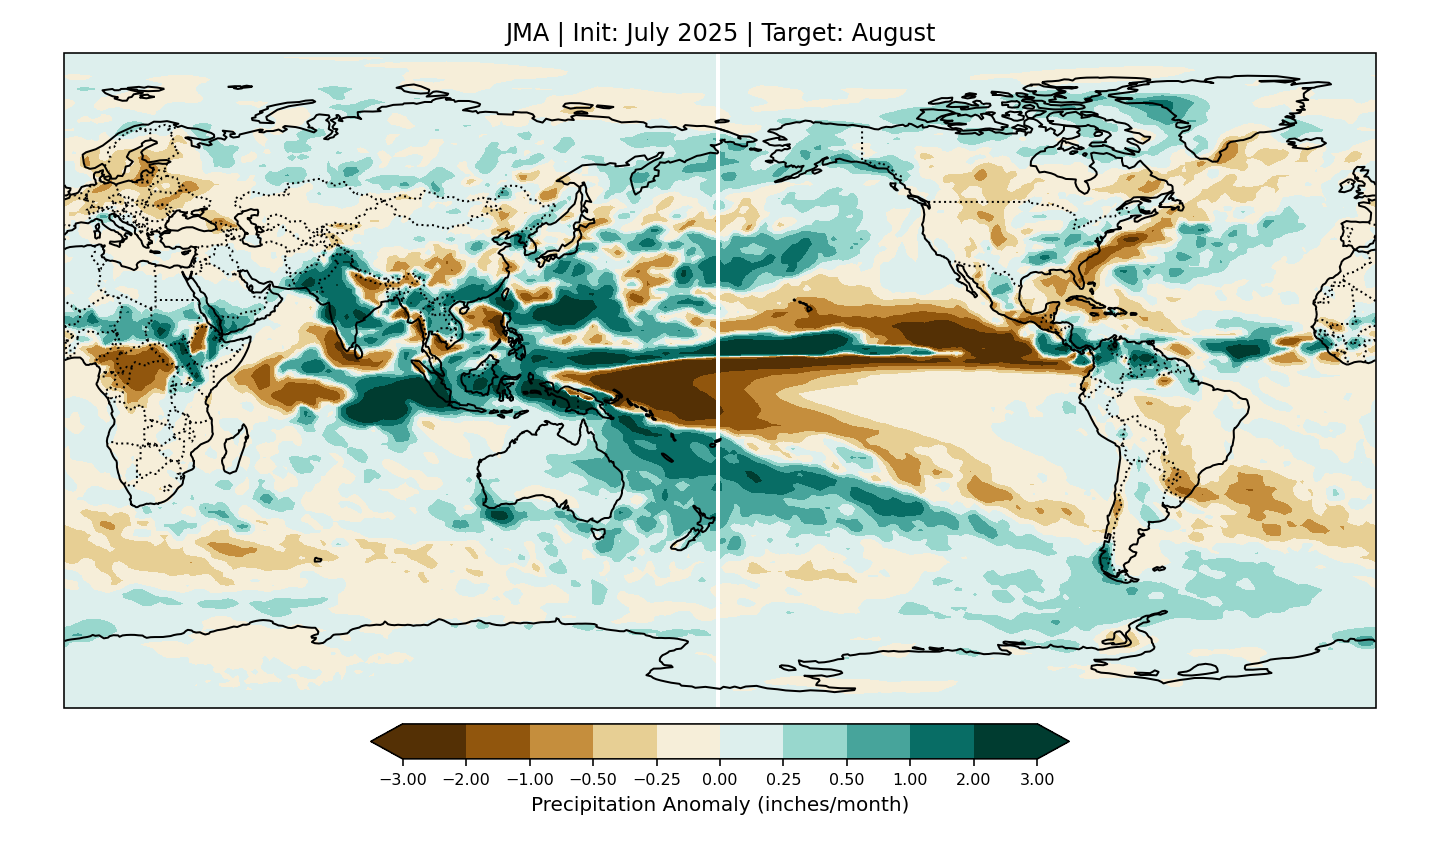 JMA | Init: July 2025 | Target: August
−3.00 −2.00 −1.00 −0.50 −0.25 0.00 0.25 0.50 1.00 2.00 3.00
Precipitation Anomaly (inches/month)